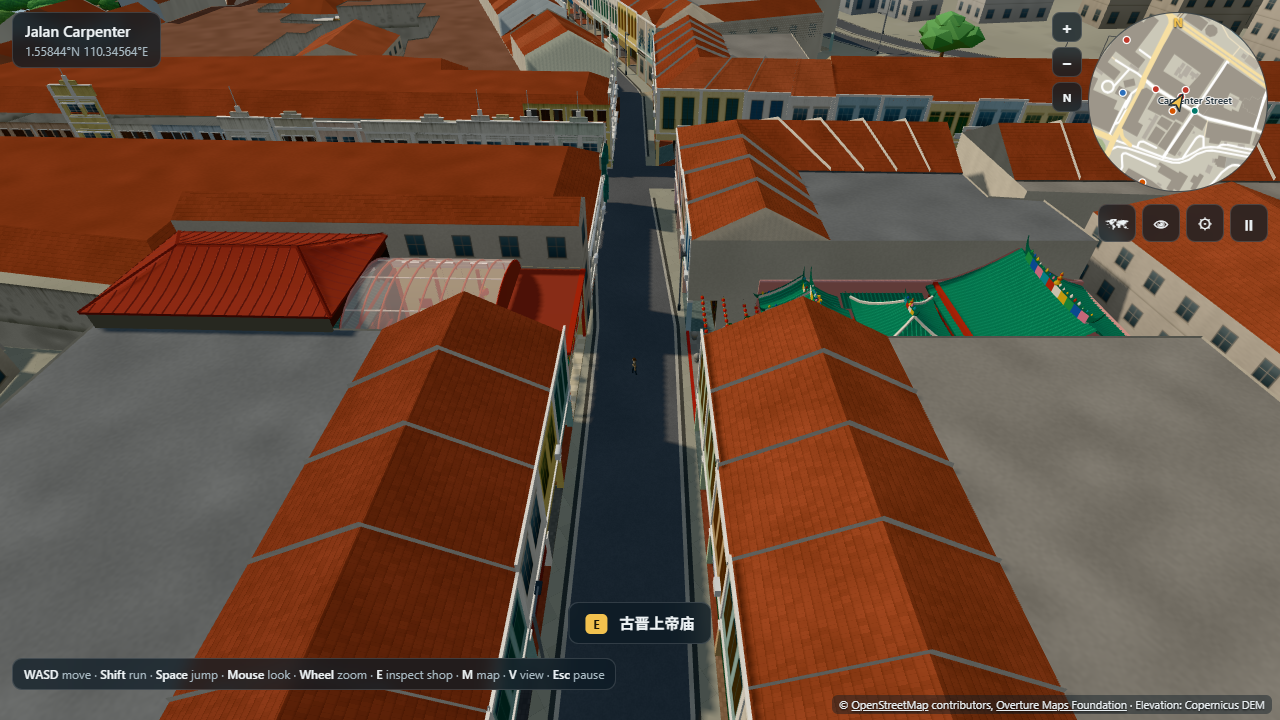 Jalan Carpenter
1.55844°N 110.34564°E
+
−
N
N
Carpenter Street
E 古晋上帝庙
WASD move · Shift run · Space jump · Mouse look · Wheel zoom · E inspect shop · M map · V view · Esc pause
© OpenStreetMap contributors, Overture Maps Foundation · Elevation: Copernicus DEM